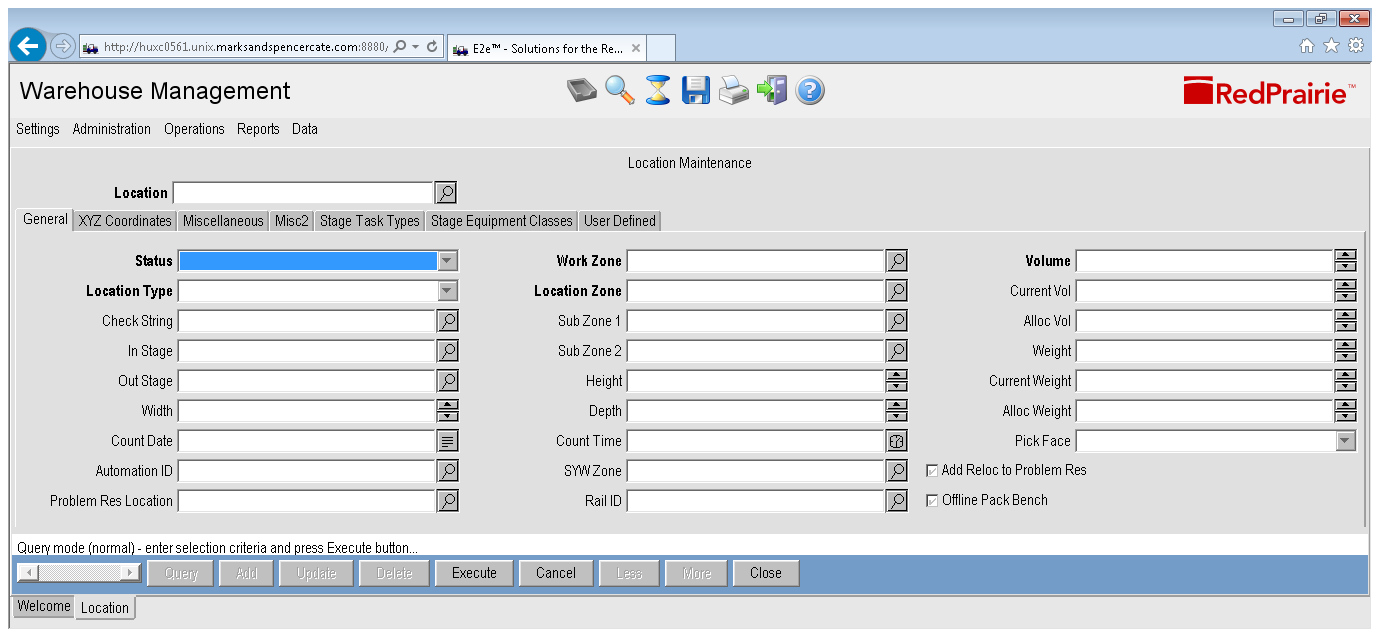 http://huxc0561.unix.marksandspencercate.com:8880/
E2e™ - Solutions for the Re...
Warehouse Management
RedPrairie™
Settings Administration Operations Reports Data
Location Maintenance
Location
General XYZ Coordinates Miscellaneous Misc2 Stage Task Types Stage Equipment Classes User Defined
Status Work Zone Volume
Location Type Location Zone Current Vol
Check String Sub Zone 1 Alloc Vol
In Stage Sub Zone 2 Weight
Out Stage Height Current Weight
Width Depth Alloc Weight
Count Date Count Time Pick Face
Automation ID SYW Zone Add Reloc to Problem Res
Problem Res Location Rail ID Offline Pack Bench
Query mode (normal) - enter selection criteria and press Execute button...
Query Add Update Delete Execute Cancel Less More Close
Welcome Location